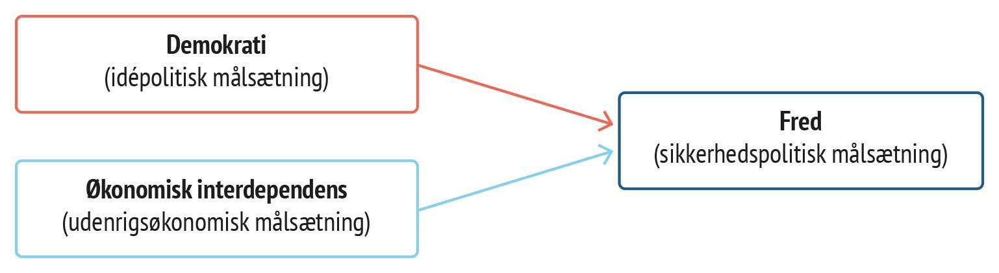 Demokrati
(idépolitisk målsætning)
Økonomisk interdependens
(udenrigsøkonomisk målsætning)
Fred
(sikkerhedspolitisk målsætning)